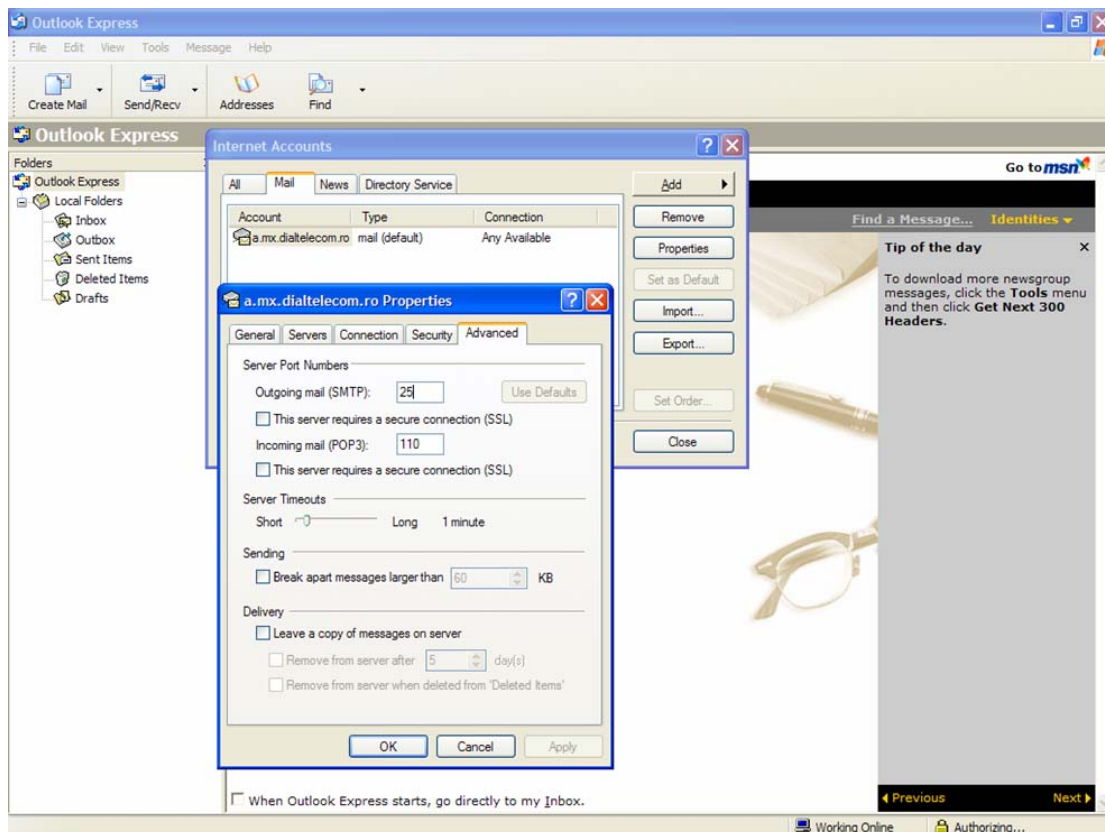 Outlook Express
File Edit View Tools Message Help
Create Mail Send/Recv Addresses Find
Outlook Express
Folders
Outlook Express
Local Folders
Inbox
Outbox
Sent Items
Deleted Items
Drafts
Go to msn
Find a Message... Identities
Tip of the day
To download more newsgroup
messages, click the Tools menu
and then click Get Next 300
Headers.
Previous Next
Internet Accounts
All Mail News Directory Service
Account Type Connection
a.mx.dialtelecom.ro mail (default) Any Available
Add
Remove
Properties
Set as Default
Import...
Export...
Set Order...
Close
a.mx.dialtelecom.ro Properties
General Servers Connection Security Advanced
Server Port Numbers
Outgoing mail (SMTP): 25 Use Defaults
This server requires a secure connection (SSL)
Incoming mail (POP3): 110
This server requires a secure connection (SSL)
Server Timeouts
Short Long 1 minute
Sending
Break apart messages larger than 60 KB
Delivery
Leave a copy of messages on server
Remove from server after 5 day(s)
Remove from server when deleted from 'Deleted Items'
OK Cancel Apply
When Outlook Express starts, go directly to my Inbox.
Working Online Authorizing...